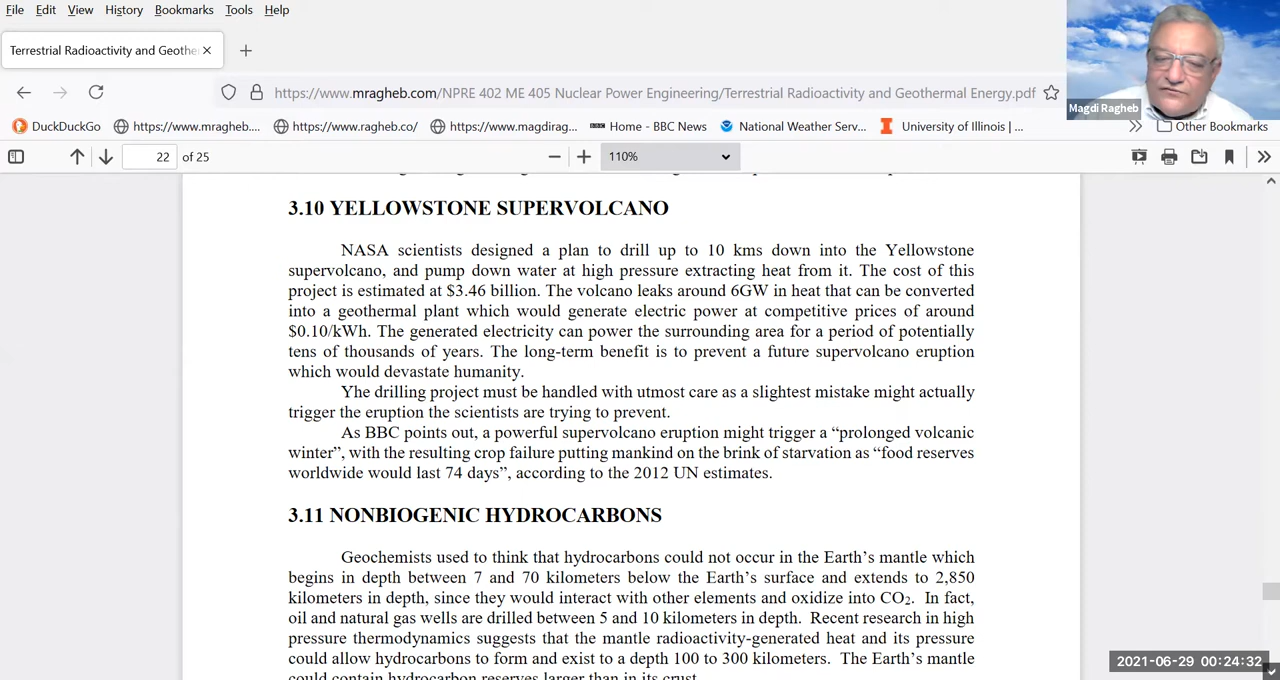 File Edit View History Bookmarks Tools Help
Terrestrial Radioactivity and Geothe
https://www.mragheb.com/NPRE 402 ME 405 Nuclear Power Engineering/Terrestrial Radioactivity and Geothermal Energy.pdf
Magdi Ragheb
DuckDuckGo https://www.mragheb.… https://www.ragheb.co/ https://www.magdirag… Home - BBC News National Weather Serv… University of Illinois |… Other Bookmarks
22 of 25 110%
3.10 YELLOWSTONE SUPERVOLCANO
NASA scientists designed a plan to drill up to 10 kms down into the Yellowstone
supervolcano, and pump down water at high pressure extracting heat from it. The cost of this
project is estimated at $3.46 billion. The volcano leaks around 6GW in heat that can be converted
into a geothermal plant which would generate electric power at competitive prices of around
$0.10/kWh. The generated electricity can power the surrounding area for a period of potentially
tens of thousands of years. The long-term benefit is to prevent a future supervolcano eruption
which would devastate humanity.
Yhe drilling project must be handled with utmost care as a slightest mistake might actually
trigger the eruption the scientists are trying to prevent.
As BBC points out, a powerful supervolcano eruption might trigger a “prolonged volcanic
winter”, with the resulting crop failure putting mankind on the brink of starvation as “food reserves
worldwide would last 74 days”, according to the 2012 UN estimates.
3.11 NONBIOGENIC HYDROCARBONS
Geochemists used to think that hydrocarbons could not occur in the Earth’s mantle which
begins in depth between 7 and 70 kilometers below the Earth’s surface and extends to 2,850
kilometers in depth, since they would interact with other elements and oxidize into CO₂. In fact,
oil and natural gas wells are drilled between 5 and 10 kilometers in depth. Recent research in high
pressure thermodynamics suggests that the mantle radioactivity-generated heat and its pressure
could allow hydrocarbons to form and exist to a depth 100 to 300 kilometers. The Earth’s mantle
could contain hydrocarbon reserves larger than in its crust.
2021-06-29 00:24:32